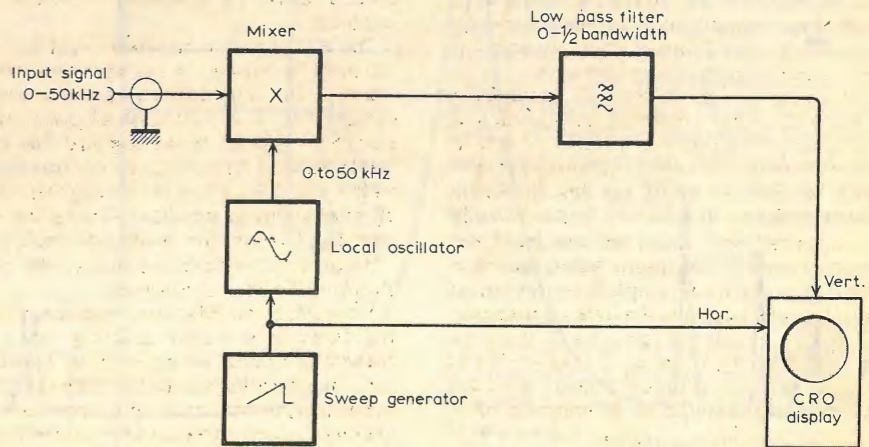 Mixer
Low pass filter
0-½ bandwidth
Input signal
0-50kHz
X
0 to 50 kHz
Local oscillator
Vert.
Hor.
Sweep generator
CRO
display